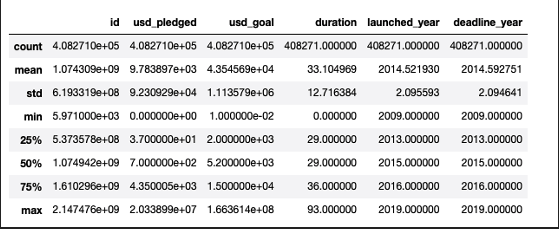 id usd_pledged usd_goal duration launched_year deadline_year
count 4.082710e+05 4.082710e+05 4.082710e+05 408271.000000 408271.000000 408271.000000
mean 1.074309e+09 9.783897e+03 4.354569e+04 33.104969 2014.521930 2014.592751
std 6.193319e+08 9.230929e+04 1.113579e+06 12.716384 2.095593 2.094641
min 5.971000e+03 0.000000e+00 1.000000e-02 0.000000 2009.000000 2009.000000
25% 5.373578e+08 3.700000e+01 2.000000e+03 29.000000 2013.000000 2013.000000
50% 1.074942e+09 7.000000e+02 5.200000e+03 29.000000 2015.000000 2015.000000
75% 1.610296e+09 4.350005e+03 1.500000e+04 36.000000 2016.000000 2016.000000
max 2.147476e+09 2.033899e+07 1.663614e+08 93.000000 2019.000000 2019.000000